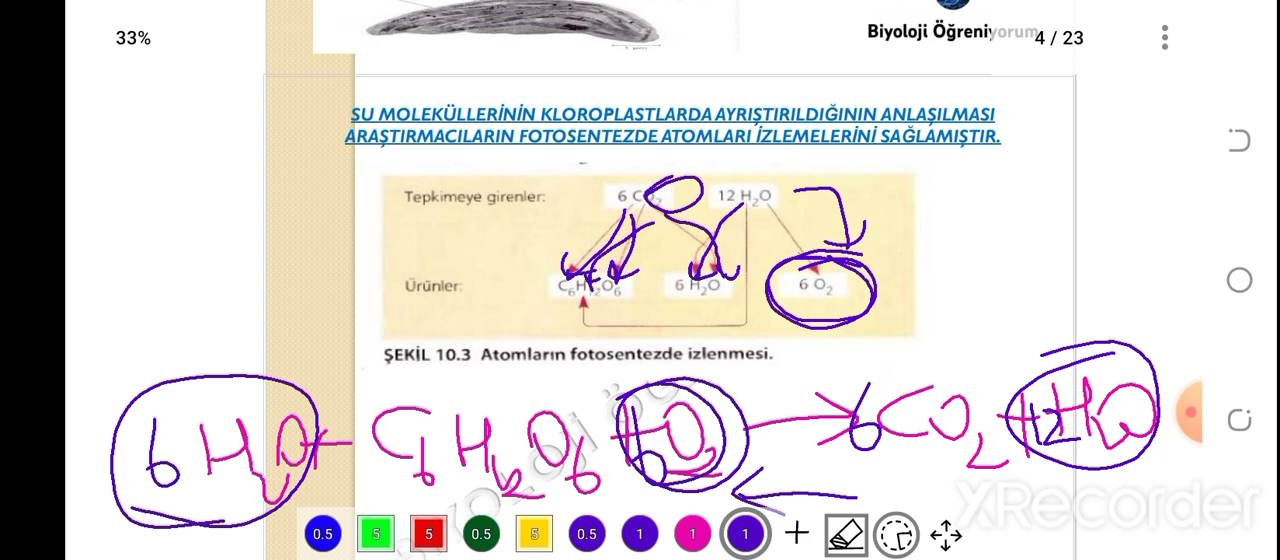 33%
Biyoloji Öğreniyorum
4 / 23
SU MOLEKÜLLERİNİN KLOROPLASTLARDA AYRIŞTIRILDIĞININ ANLAŞILMASI
ARAŞTIRMACILARIN FOTOSENTEZDE ATOMLARI İZLEMELERİNİ SAĞLAMIŞTIR.
Tepkimeye girenler: 6 CO2 12 H2O
Ürünler: C6H12O6 6 H2O 6 O2
ŞEKİL 10.3 Atomların fotosentezde izlenmesi.
6 H2O + C6H12O6 + 6O2 → 6CO2 + 12H2O
XRecorder
0.5 5 5 0.5 5 0.5 1 1 1